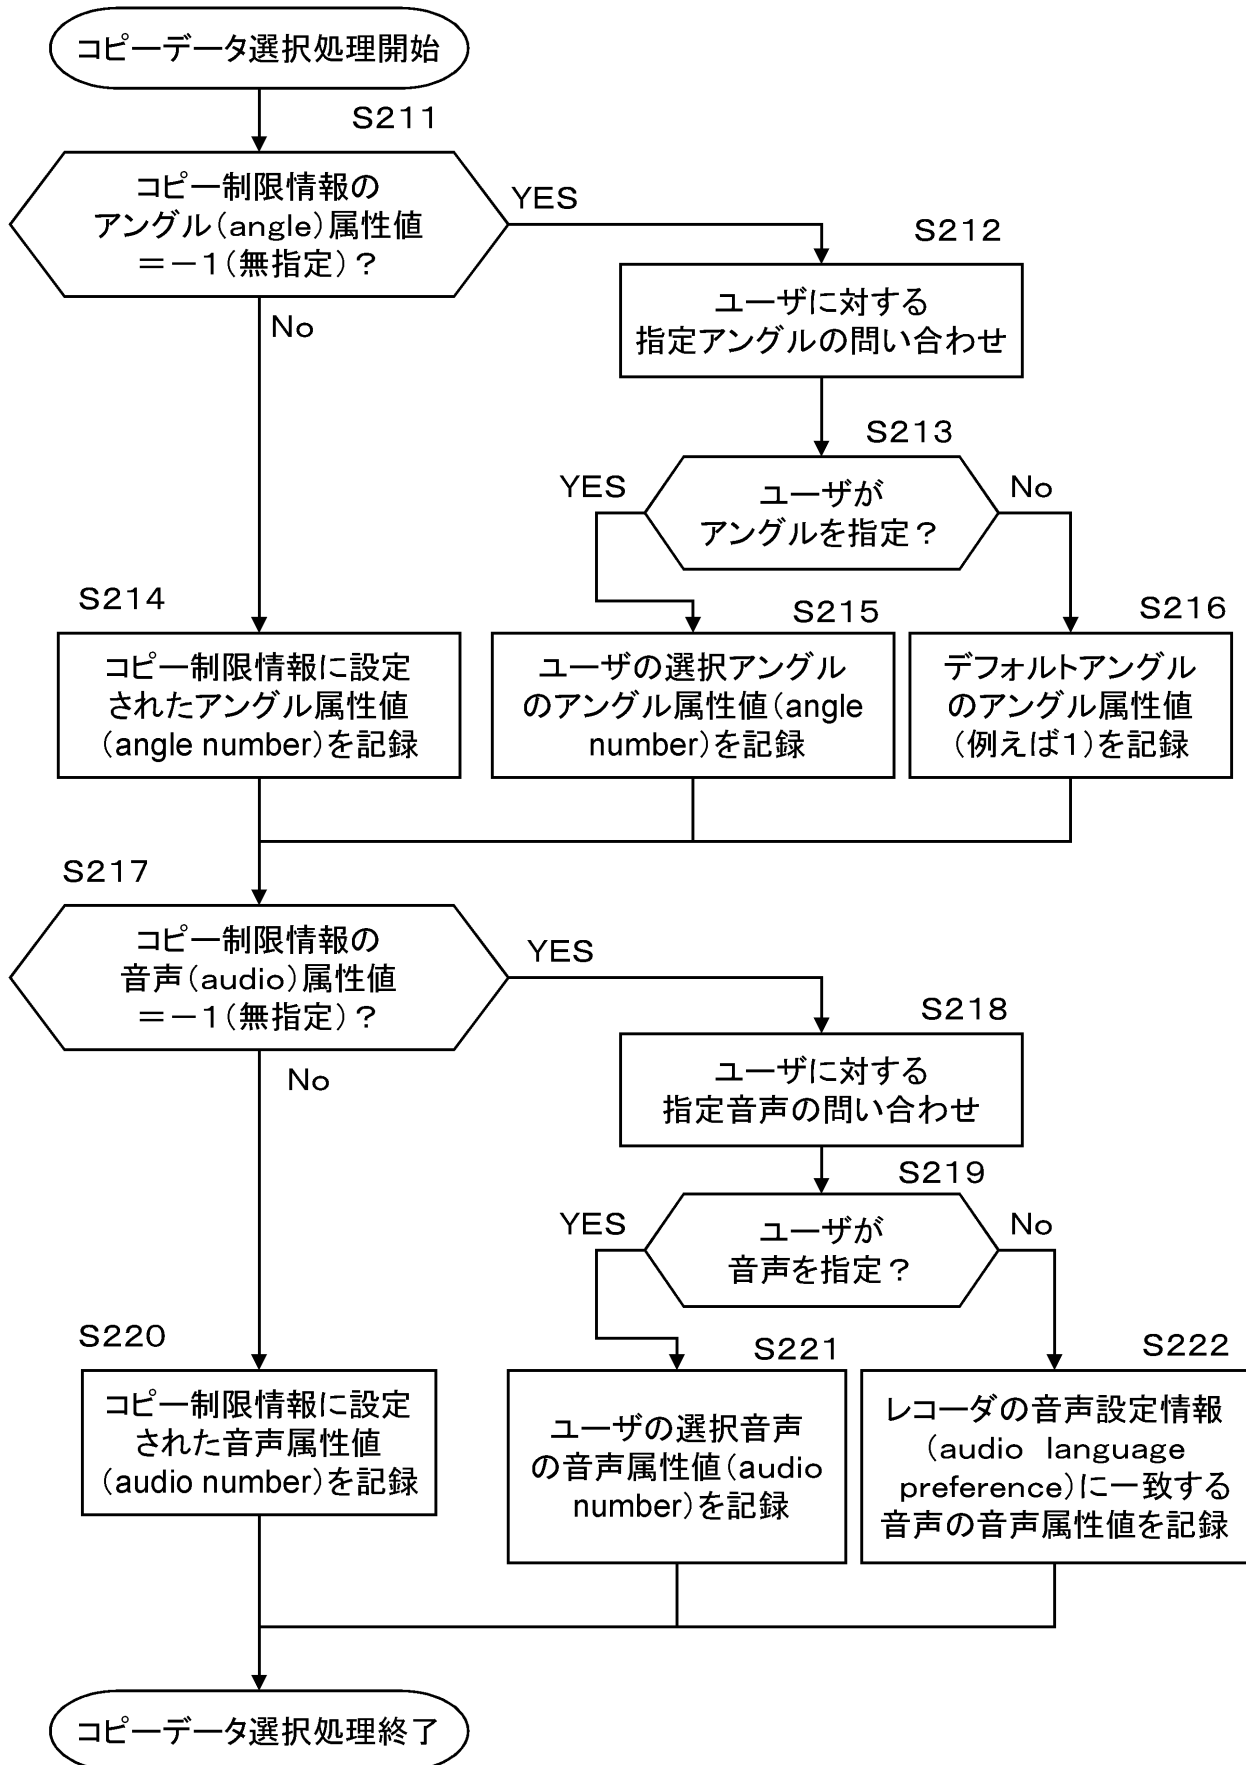 コピーデータ選択処理開始
S211
コピー制限情報の
アングル(angle)属性値
=-1(無指定)?
YES
No
S212
ユーザに対する
指定アングルの問い合わせ
S213
ユーザが
アングルを指定?
YES
No
S214
コピー制限情報に設定
されたアングル属性値
(angle number)を記録
S215
ユーザの選択アングル
のアングル属性値(angle
number)を記録
S216
デフォルトアングル
のアングル属性値
(例えば1)を記録
S217
コピー制限情報の
音声(audio)属性値
=-1(無指定)?
YES
No
S218
ユーザに対する
指定音声の問い合わせ
S219
ユーザが
音声を指定?
YES
No
S220
コピー制限情報に設定
された音声属性値
(audio number)を記録
S221
ユーザの選択音声
の音声属性値(audio
number)を記録
S222
レコーダの音声設定情報
(audio language
preference)に一致する
音声の音声属性値を記録
コピーデータ選択処理終了